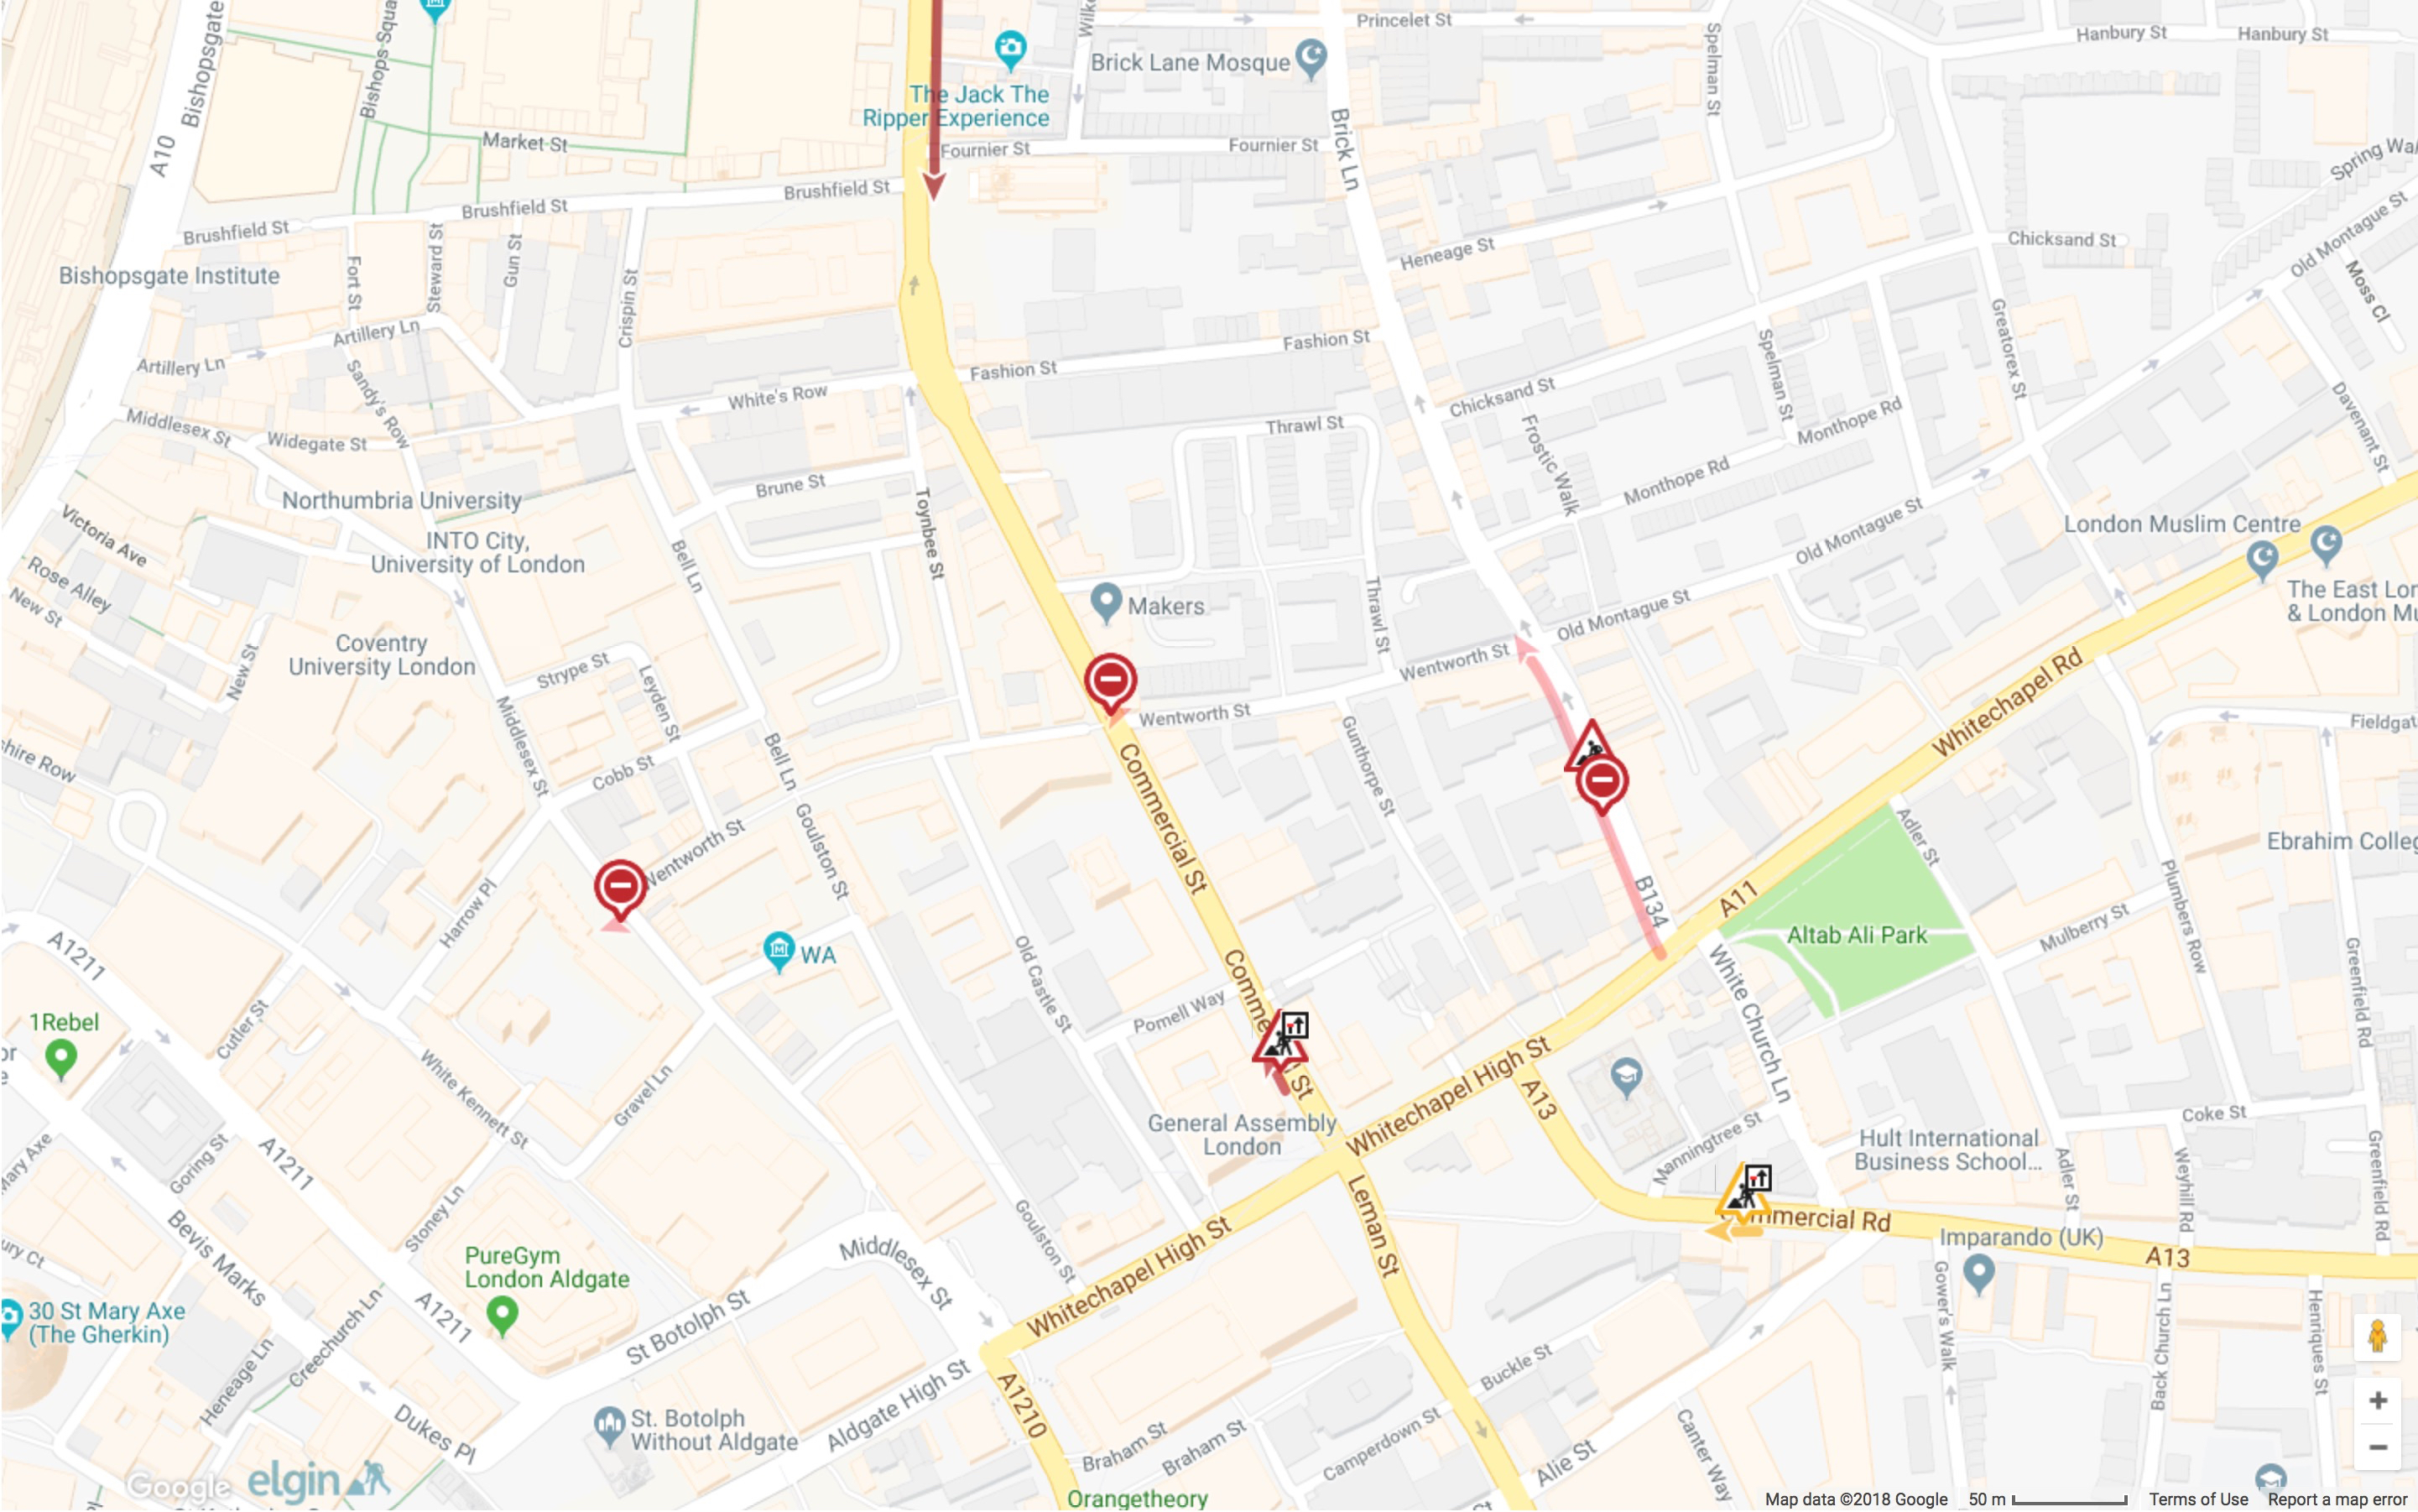 Bishopsgate
A10
Bishops Squa
Market St
The Jack The
Ripper Experience
Wilk
Princelet St
Brick Lane Mosque
Spelman St
Hanbury St
Hanbury St
Fournier St
Fournier St
Brick Ln
Brushfield St
Brushfield St
Brushfield St
Heneage St
Chicksand St
Spring Wal
Old Montague St
Moss Cl
Bishopsgate Institute
Fort St
Steward St
Gun St
Crispin St
Artillery Ln
Artillery Ln
Sandy's Row
Middlesex St
Widegate St
White's Row
Fashion St
Fashion St
Chicksand St
Spelman St
Greatorex St
Davenant St
Thrawl St
Frostic Walk
Monthope Rd
Monthope Rd
Brune St
Toynbee St
Northumbria University
INTO City,
University of London
Victoria Ave
Rose Alley
New St
New St
Bell Ln
Coventry
University London
Strype St
Leyden St
Makers
Thrawl St
Old Montague St
Old Montague St
London Muslim Centre
The East Lon
& London Mu
Wentworth St
Wentworth St
Whitechapel Rd
Fieldgat
Middlesex St
Cobb St
Bell Ln
Goulston St
Wentworth St
Commercial St
Gunthorpe St
B134
A11
Adler St
Altab Ali Park
Mulberry St
Plumbers Row
Ebrahim Colleg
Greenfield Rd
shire Row
Harrow Pl
WA
Old Castle St
Pomell Way
White Church Ln
A1211
1Rebel
Cutler St
White Kennett St
Gravel Ln
General Assembly
London
St
Whitechapel High St
A13
Manningtree St
Hult International
Business School...
Coke St
Adler St
Weyhill Rd
Greenfield Rd
Mary Axe
Goring St
A1211
Stoney Ln
Bevis Marks
ury Ct
PureGym
London Aldgate
A1211
Middlesex St
Goulston St
Whitechapel High St
Leman St
mmercial Rd
Imparando (UK)
A13
30 St Mary Axe
(The Gherkin)
Heneage Ln
Creechurch Ln
Dukes Pl
St Botolph St
Aldgate High St
A1210
St. Botolph
Without Aldgate
Braham St
Braham St
Camperdown St
Buckle St
Alie St
Canter Way
Gower's Walk
Back Church Ln
Henriques St
Orangetheory
Google
elgin
Map data ©2018 Google
50 m
Terms of Use
Report a map error